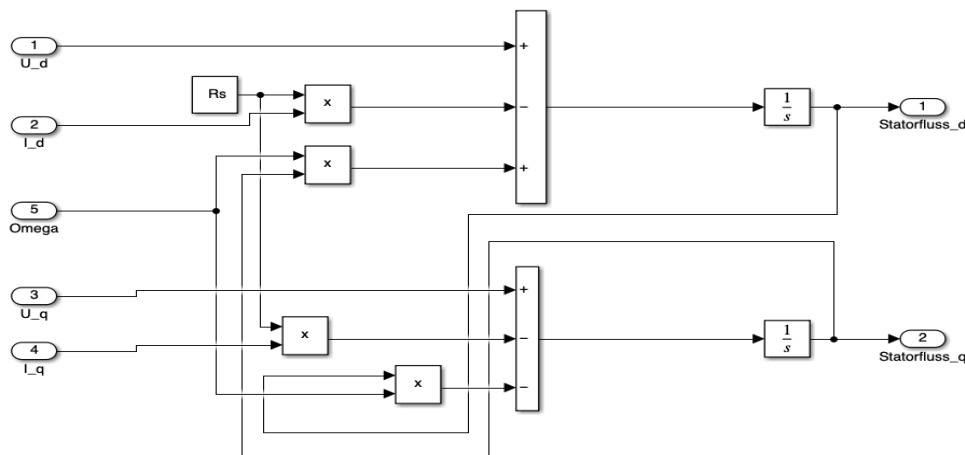 1
U_d
+
Rs
x
−
1
s
1
Statorfluss_d
2
I_d
x
+
5
Omega
3
U_q
+
x
−
1
s
2
Statorfluss_q
4
I_q
x
−